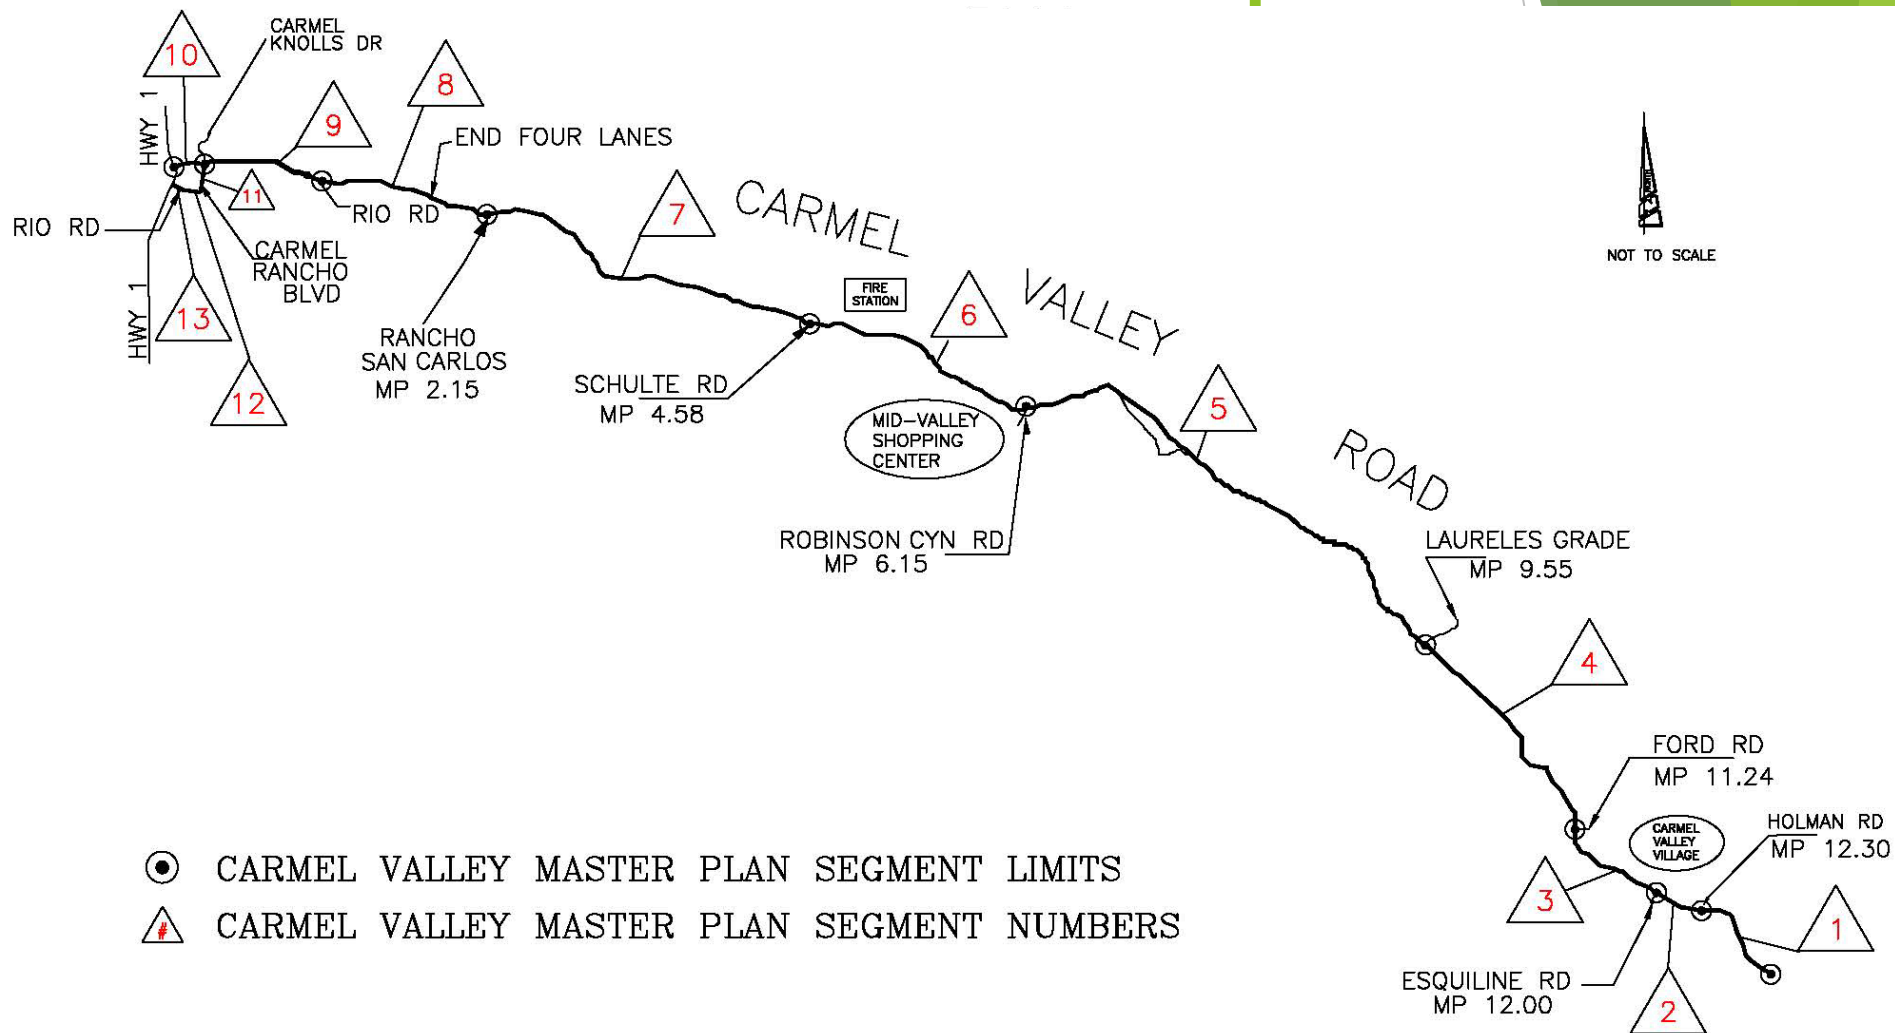 10
CARMEL
KNOLLS DR
8
9
HWY 1
END FOUR LANES
11
RIO RD
RIO RD
7
CARMEL VALLEY ROAD
NOT TO SCALE
CARMEL
RANCHO
BLVD
HWY 1
13
12
FIRE
STATION
6
RANCHO
SAN CARLOS
MP 2.15
SCHULTE RD
MP 4.58
5
MID-VALLEY
SHOPPING
CENTER
ROBINSON CYN RD
MP 6.15
LAURELES GRADE
MP 9.55
4
FORD RD
MP 11.24
CARMEL
VALLEY
VILLAGE
HOLMAN RD
MP 12.30
3
1
ESQUILINE RD
MP 12.00
2
CARMEL VALLEY MASTER PLAN SEGMENT LIMITS
# CARMEL VALLEY MASTER PLAN SEGMENT NUMBERS